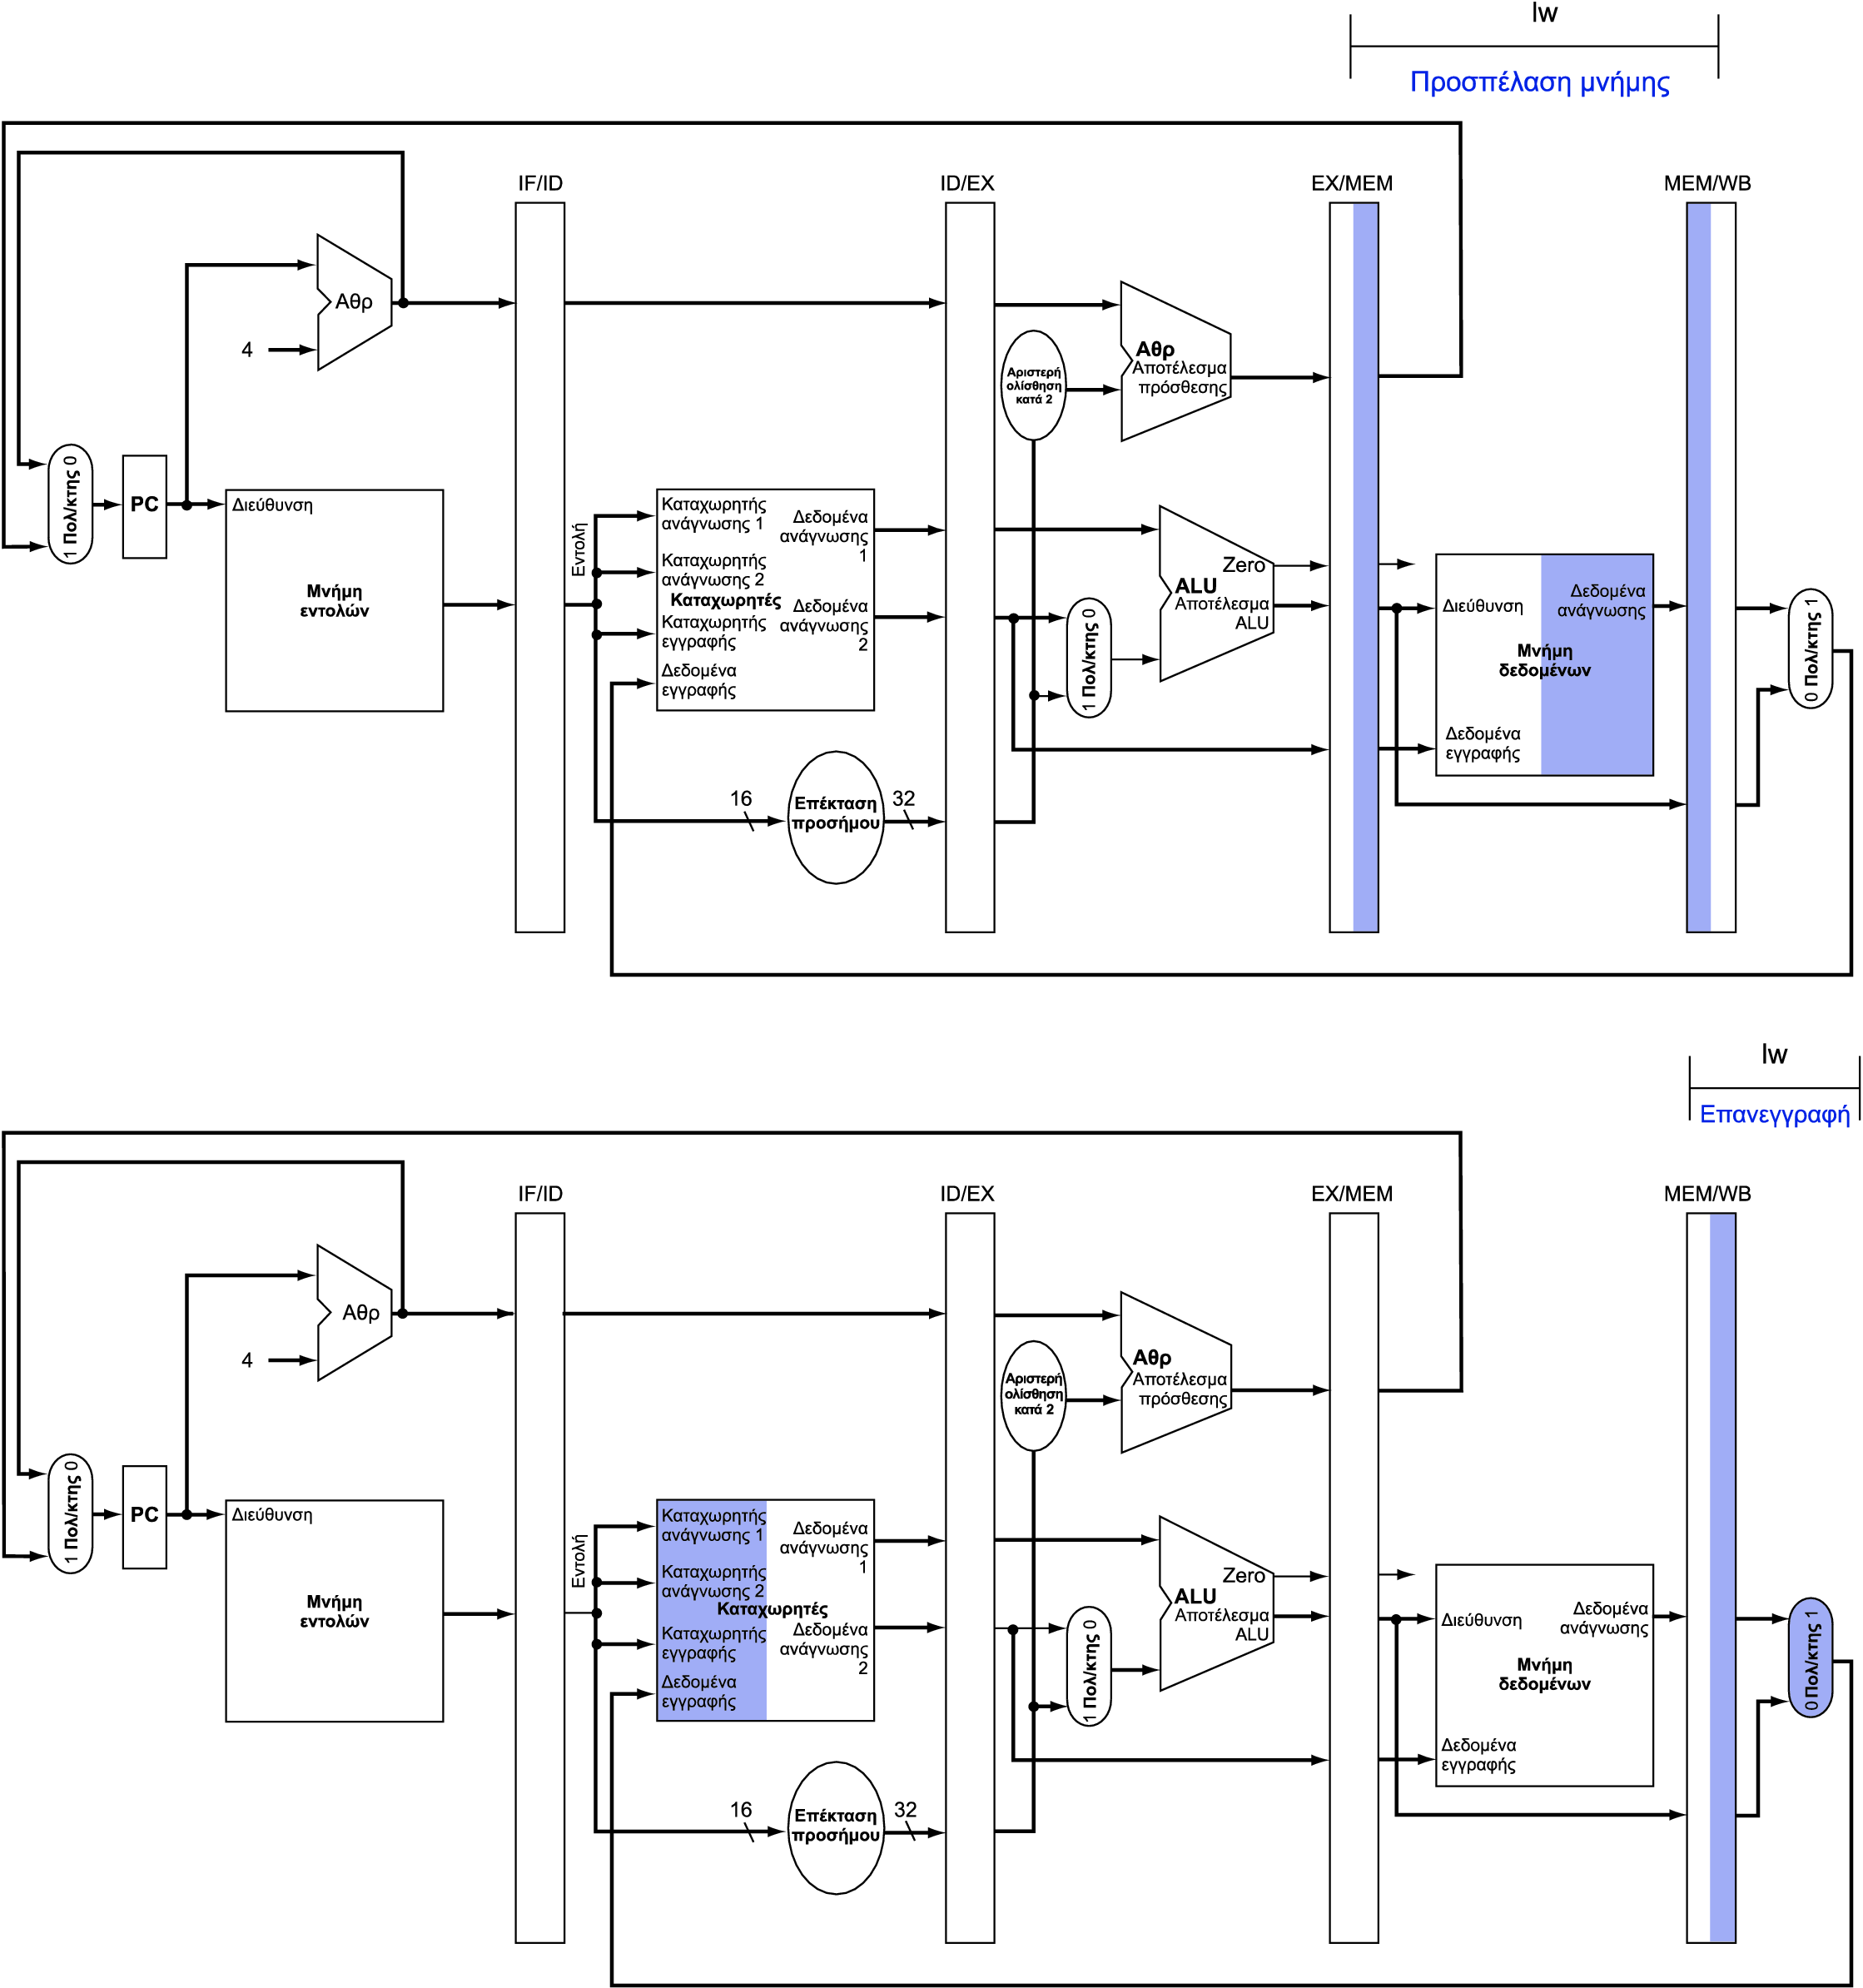 lw
Προσπέλαση μνήμης
IF/ID
ID/EX
EX/MEM
MEM/WB
Αθρ
4
Αριστερή
ολίσθηση
κατά 2
Αθρ
Αποτέλεσμα
πρόσθεσης
1 Πολ/κτης 0
PC
Διεύθυνση
Μνήμη
εντολών
Εντολή
Καταχωρητής
ανάγνωσης 1
Καταχωρητής
ανάγνωσης 2
Καταχωρητές
Καταχωρητής
εγγραφής
Δεδομένα
εγγραφής
Δεδομένα
ανάγνωσης
1
Δεδομένα
ανάγνωσης
2
1 Πολ/κτης 0
Zero
ALU
Αποτέλεσμα
ALU
Διεύθυνση
Δεδομένα
ανάγνωσης
Μνήμη
δεδομένων
Δεδομένα
εγγραφής
0 Πολ/κτης 1
16
Επέκταση
προσήμου
32
lw
Επανεγγραφή
IF/ID
ID/EX
EX/MEM
MEM/WB
Αθρ
4
Αριστερή
ολίσθηση
κατά 2
Αθρ
Αποτέλεσμα
πρόσθεσης
1 Πολ/κτης 0
PC
Διεύθυνση
Μνήμη
εντολών
Εντολή
Καταχωρητής
ανάγνωσης 1
Καταχωρητής
ανάγνωσης 2
Καταχωρητές
Καταχωρητής
εγγραφής
Δεδομένα
εγγραφής
Δεδομένα
ανάγνωσης
1
Δεδομένα
ανάγνωσης
2
1 Πολ/κτης 0
Zero
ALU
Αποτέλεσμα
ALU
Διεύθυνση
Δεδομένα
ανάγνωσης
Μνήμη
δεδομένων
Δεδομένα
εγγραφής
0 Πολ/κτης 1
16
Επέκταση
προσήμου
32